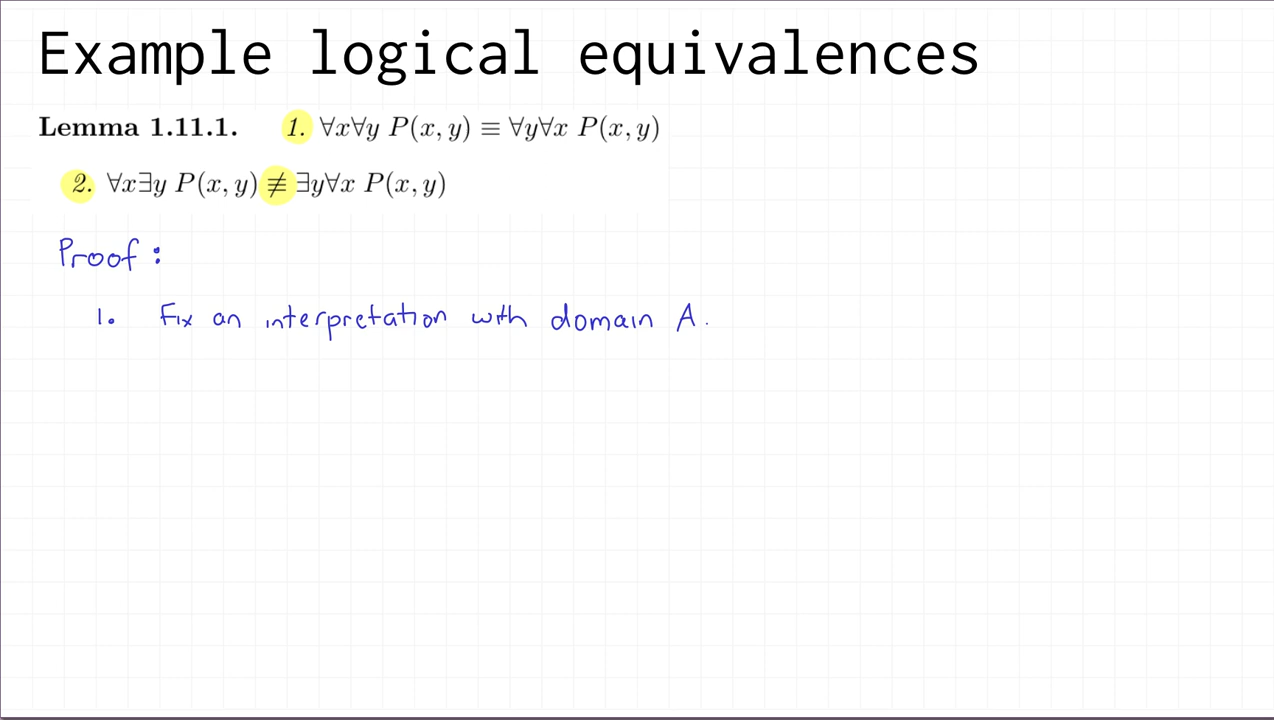 Example logical equivalences
Lemma 1.11.1. 1. ∀x∀y P(x, y) ≡ ∀y∀x P(x, y)
2. ∀x∃y P(x, y) ≢ ∃y∀x P(x, y)
Proof :
1. Fix an interpretation with domain A.